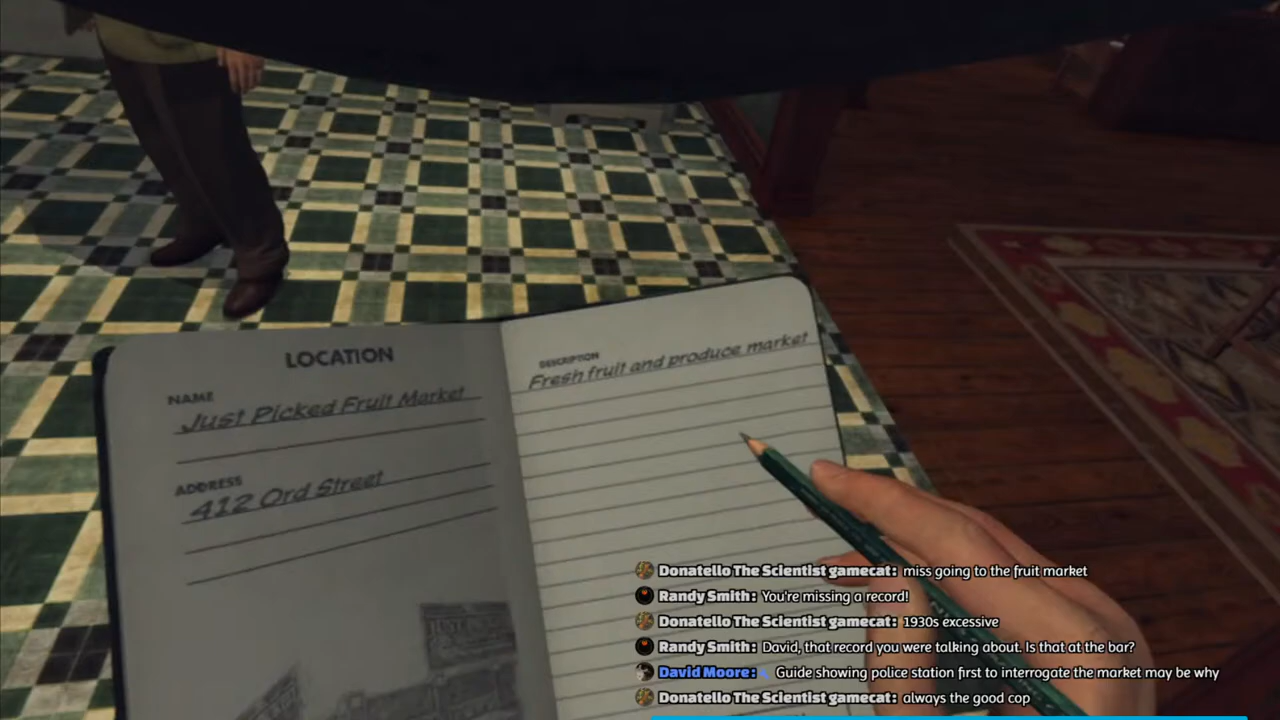 LOCATION
NAME
Just Picked Fruit Market
ADDRESS
412 Ord Street
DESCRIPTION
Fresh fruit and produce market
Donatello The Scientist gamecat: miss going to the fruit market
Randy Smith: You're missing a record!
Donatello The Scientist gamecat: 1930s excessive
Randy Smith: David, that record you were talking about. Is that at the bar?
David Moore: Guide showing police station first to interrogate the market may be why
Donatello The Scientist gamecat: always the good cop